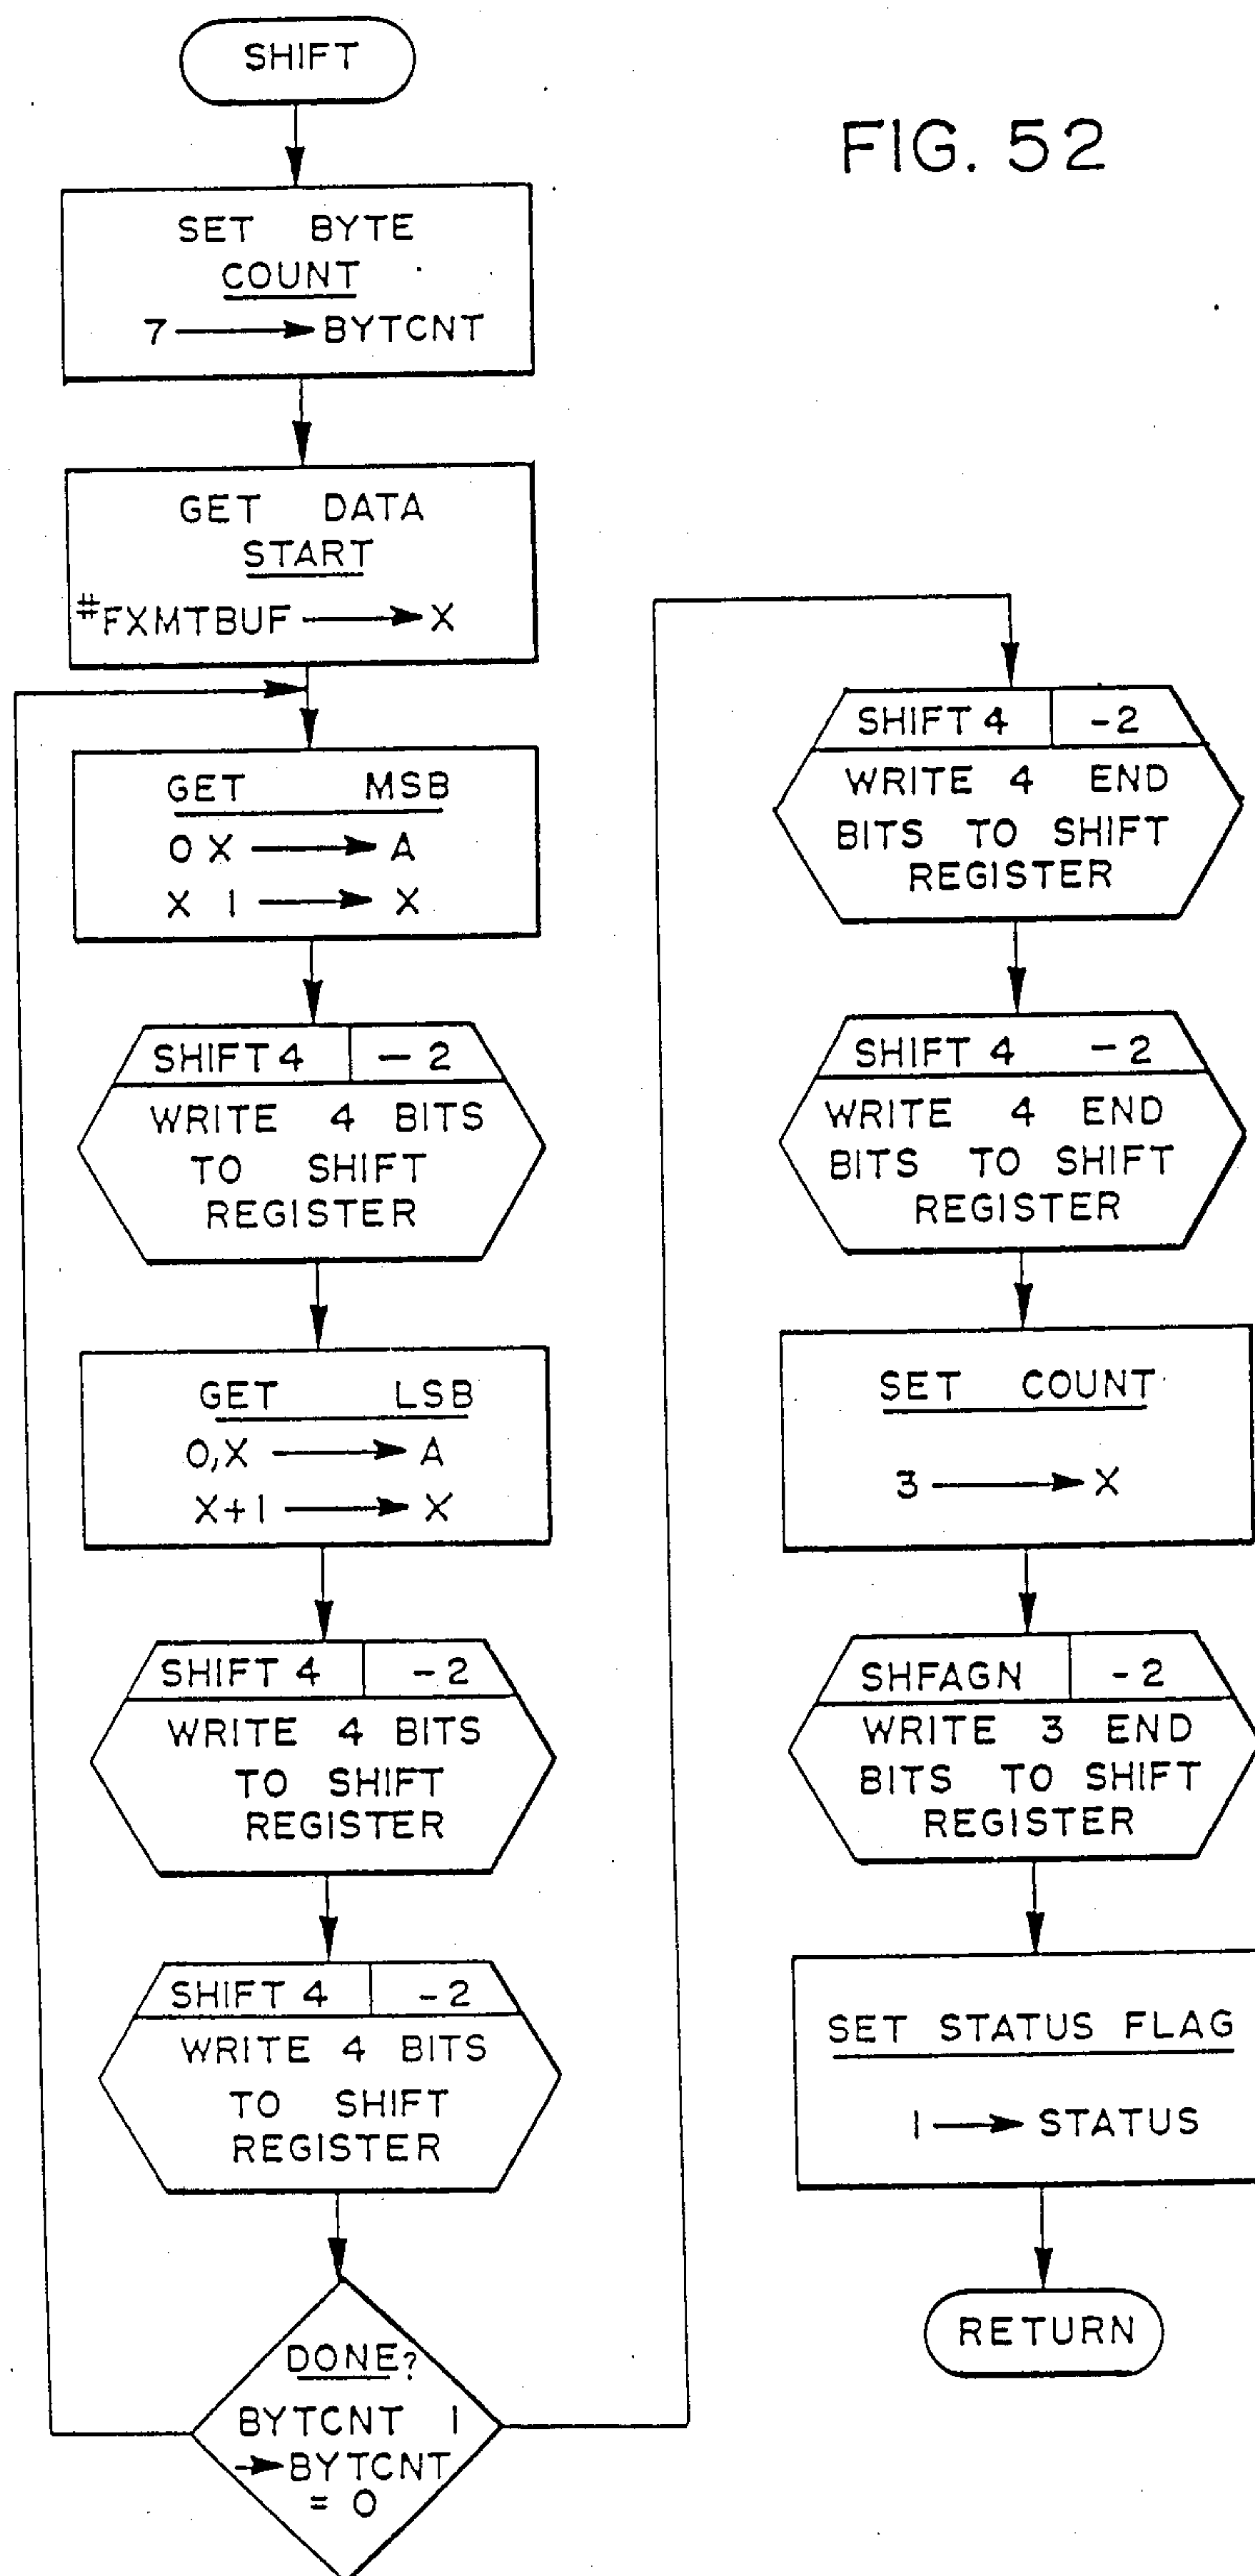 FIG. 52
SHIFT
SET BYTE
COUNT
7 → BYTCNT
GET DATA
START
#FXMTBUF → X
GET MSB
0 X → A
X 1 → X
SHIFT 4 -2
WRITE 4 BITS
TO SHIFT
REGISTER
GET LSB
0,X → A
X+1 → X
SHIFT 4 -2
WRITE 4 BITS
TO SHIFT
REGISTER
SHIFT 4 -2
WRITE 4 BITS
TO SHIFT
REGISTER
DONE?
BYTCNT 1
→ BYTCNT
= 0
SHIFT 4 -2
WRITE 4 END
BITS TO SHIFT
REGISTER
SHIFT 4 -2
WRITE 4 END
BITS TO SHIFT
REGISTER
SET COUNT
3 → X
SHFAGN -2
WRITE 3 END
BITS TO SHIFT
REGISTER
SET STATUS FLAG
1 → STATUS
RETURN